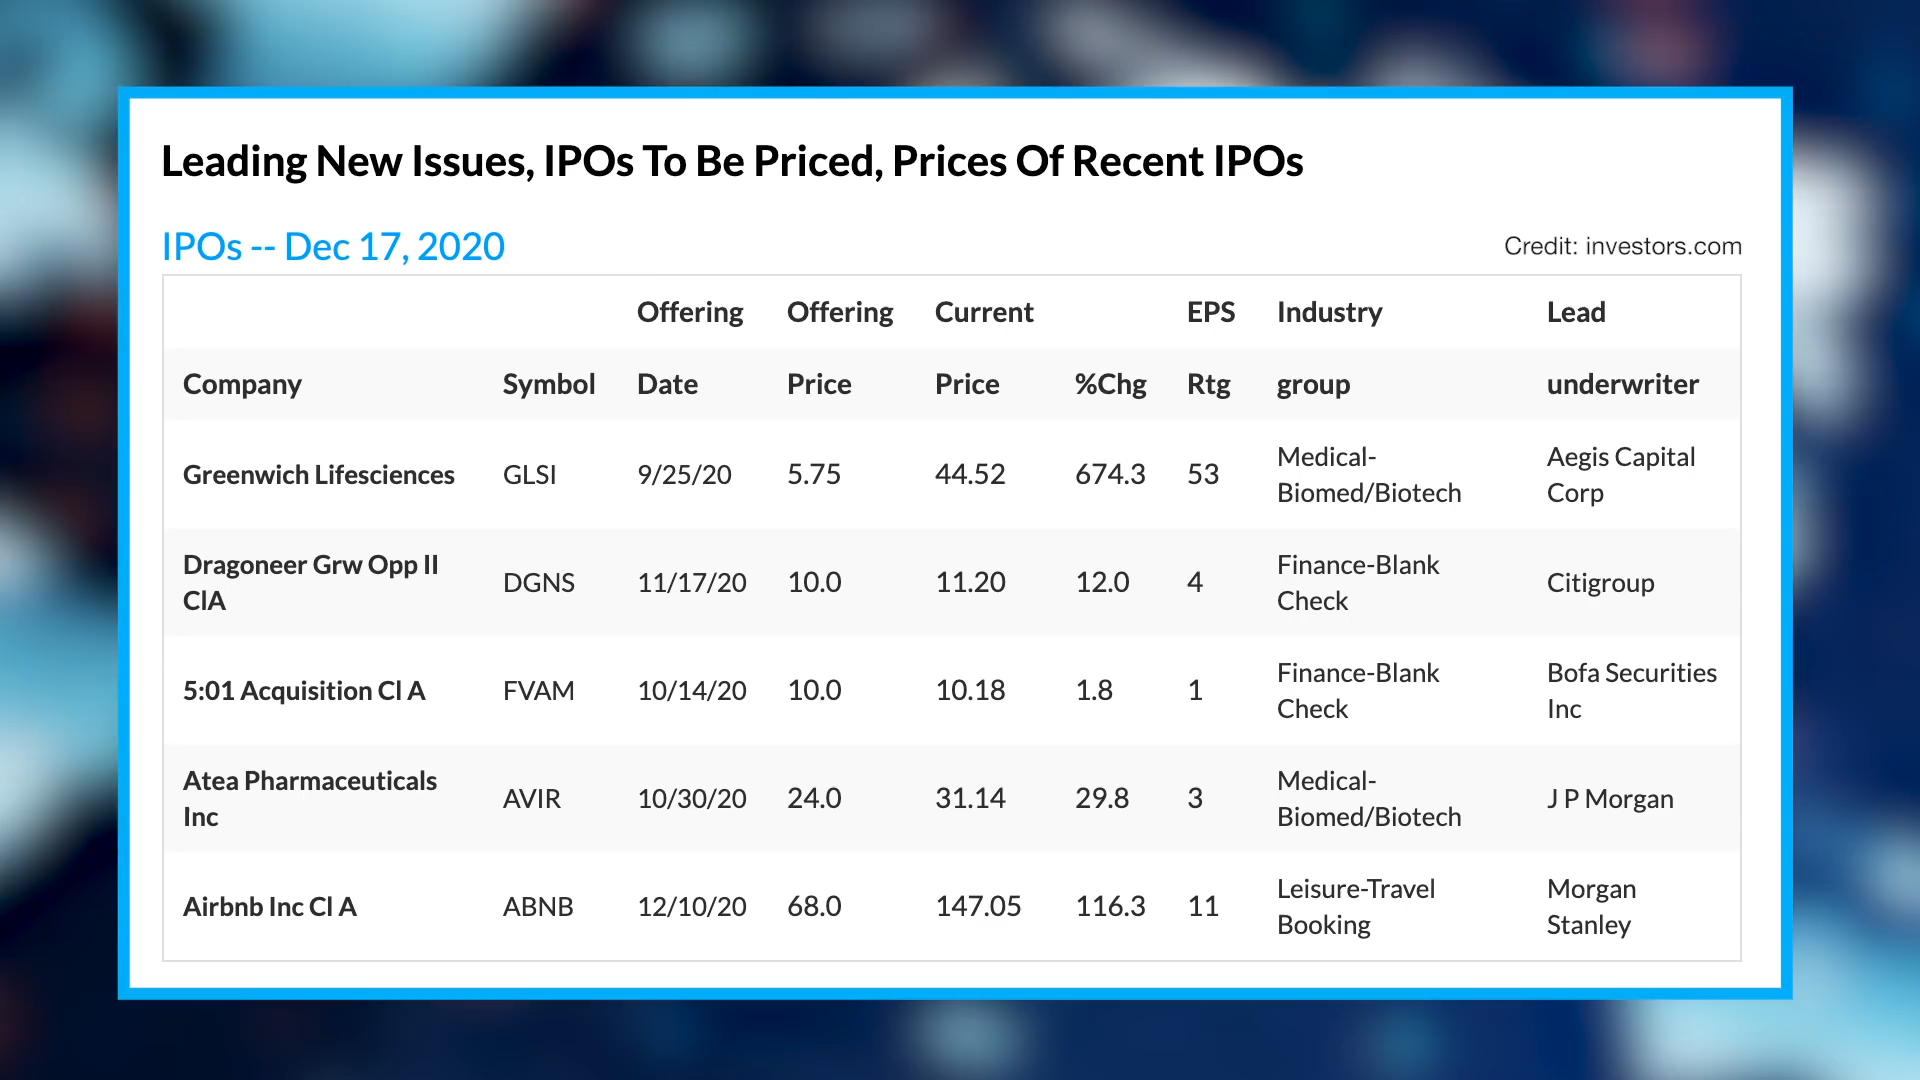 Leading New Issues, IPOs To Be Priced, Prices Of Recent IPOs
IPOs -- Dec 17, 2020
Credit: investors.com
Offering Offering Current EPS Industry Lead
Company Symbol Date Price Price %Chg Rtg group underwriter
Greenwich Lifesciences GLSI 9/25/20 5.75 44.52 674.3 53 Medical- Aegis Capital
Biomed/Biotech Corp
Dragoneer Grw Opp II DGNS 11/17/20 10.0 11.20 12.0 4 Finance-Blank Citigroup
ClA Check
5:01 Acquisition Cl A FVAM 10/14/20 10.0 10.18 1.8 1 Finance-Blank Bofa Securities
Check Inc
Atea Pharmaceuticals AVIR 10/30/20 24.0 31.14 29.8 3 Medical- J P Morgan
Inc Biomed/Biotech
Airbnb Inc Cl A ABNB 12/10/20 68.0 147.05 116.3 11 Leisure-Travel Morgan
Booking Stanley